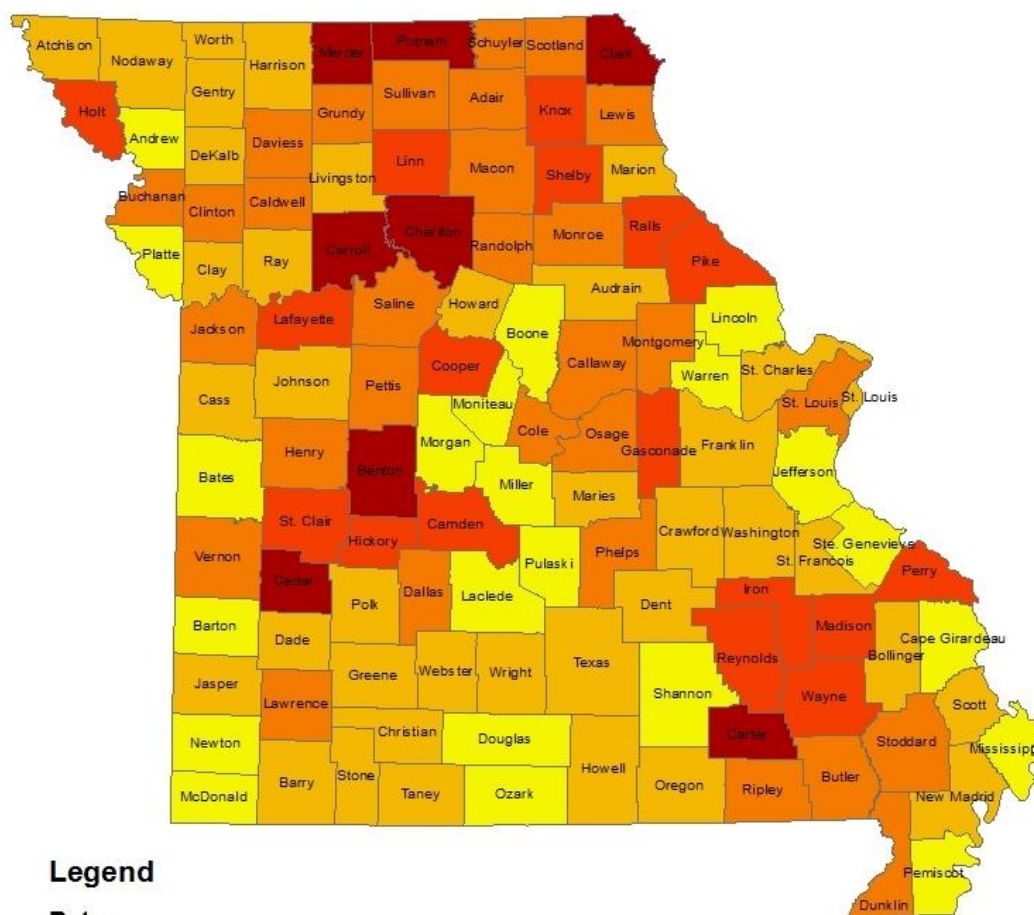 Atchison
Nodaway
Worth
Harrison
Mercer
Putnam
Schuyler
Scotland
Clark
Gentry
Holt
Andrew
DeKalb
Daviess
Grundy
Sullivan
Adair
Knox
Lewis
Livingston
Linn
Macon
Shelby
Marion
Buchanan
Clinton
Caldwell
Platte
Clay
Ray
Carroll
Chariton
Randolph
Monroe
Ralls
Pike
Audrain
Jackson
Lafayette
Saline
Howard
Boone
Callaway
Montgomery
Lincoln
Warren
St. Charles
St. Louis
St. Louis
Cass
Johnson
Pettis
Cooper
Moniteau
Cole
Osage
Gasconade
Franklin
Jefferson
Bates
Henry
Benton
Morgan
Miller
Maries
Crawford
Washington
St. Francois
Ste. Genevieve
Perry
Vernon
St. Clair
Hickory
Camden
Pulaski
Phelps
Cedar
Polk
Dallas
Laclede
Dent
Iron
Madison
Bollinger
Cape Girardeau
Barton
Dade
Greene
Webster
Wright
Texas
Shannon
Reynolds
Wayne
Scott
Jasper
Lawrence
Christian
Douglas
Howell
Carter
Stoddard
Mississippi
Newton
McDonald
Barry
Stone
Taney
Ozark
Oregon
Ripley
Butler
New Madrid
Pemiscot
Dunklin
Legend